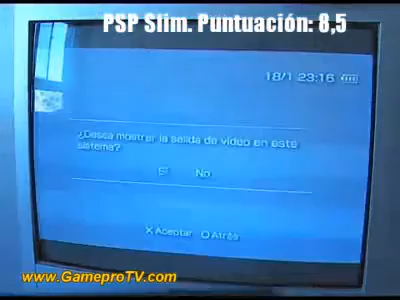 PSP Slim. Puntuación: 8,5
18/1 23:16
¿Desea mostrar la salida de vídeo en este
sistema?
Sí No
X Aceptar O Atrás
www.GameproTV.com